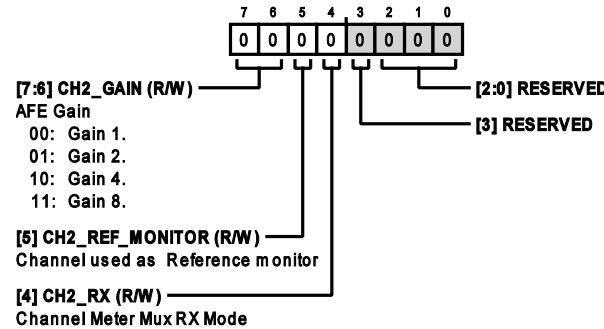 7 6 5 4 3 2 1 0
0 0 0 0 0 0 0 0
[7:6] CH2_GAIN (R/W)
[2:0] RESERVED
AFE Gain
[3] RESERVED
00: Gain 1.
01: Gain 2.
10: Gain 4.
11: Gain 8.
[5] CH2_REF_MONITOR (R/W)
Channel used as Reference monitor
[4] CH2_RX (R/W)
Channel Meter Mux RX Mode